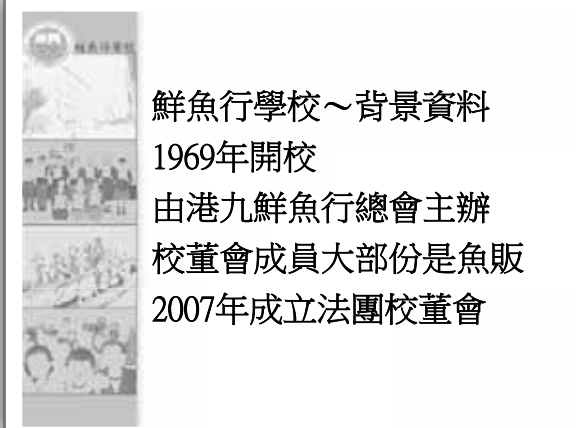 鮮魚行學校～背景資料
1969年開校
由港九鮮魚行總會主辦
校董會成員大部份是魚販
2007年成立法團校董會